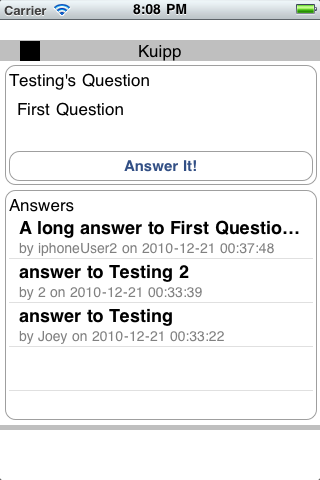 Carrier 8:08 PM
Kuipp
Testing's Question
First Question
Answer It!
Answers
A long answer to First Questio...
by iphoneUser2 on 2010-12-21 00:37:48
answer to Testing 2
by 2 on 2010-12-21 00:33:39
answer to Testing
by Joey on 2010-12-21 00:33:22